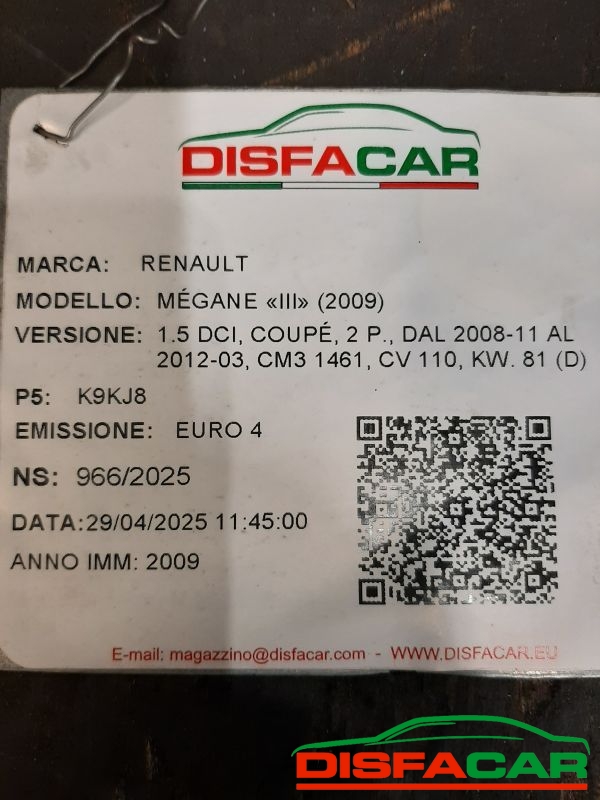 DISFACAR
MARCA: RENAULT
MODELLO: MÉGANE «III» (2009)
VERSIONE: 1.5 DCI, COUPÉ, 2 P., DAL 2008-11 AL
2012-03, CM3 1461, CV 110, KW. 81 (D)
P5: K9KJ8
EMISSIONE: EURO 4
NS: 966/2025
DATA:29/04/2025 11:45:00
ANNO IMM: 2009
E-mail: magazzino@disfacar.com - WWW.DISFACAR.EU
DISFACAR